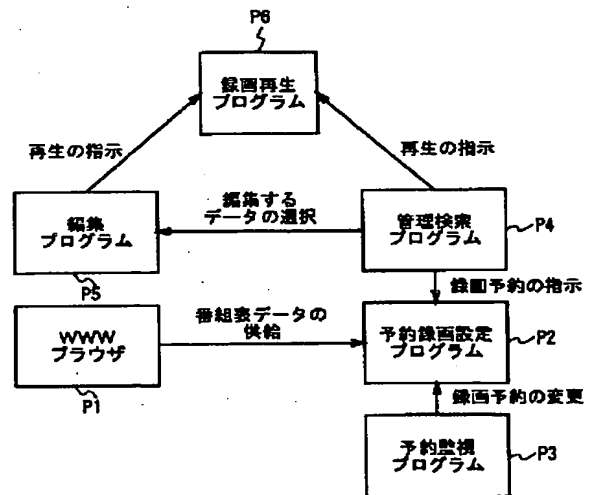 P6
録画再生
プログラム
再生の指示
再生の指示
編集
プログラム
P5
編集する
データの選択
管理検索
プログラム
P4
録画予約の指示
WWW
ブラウザ
P1
番組表データの
供給
予約録画設定
プログラム
P2
録画予約の変更
予約監視
プログラム
P3